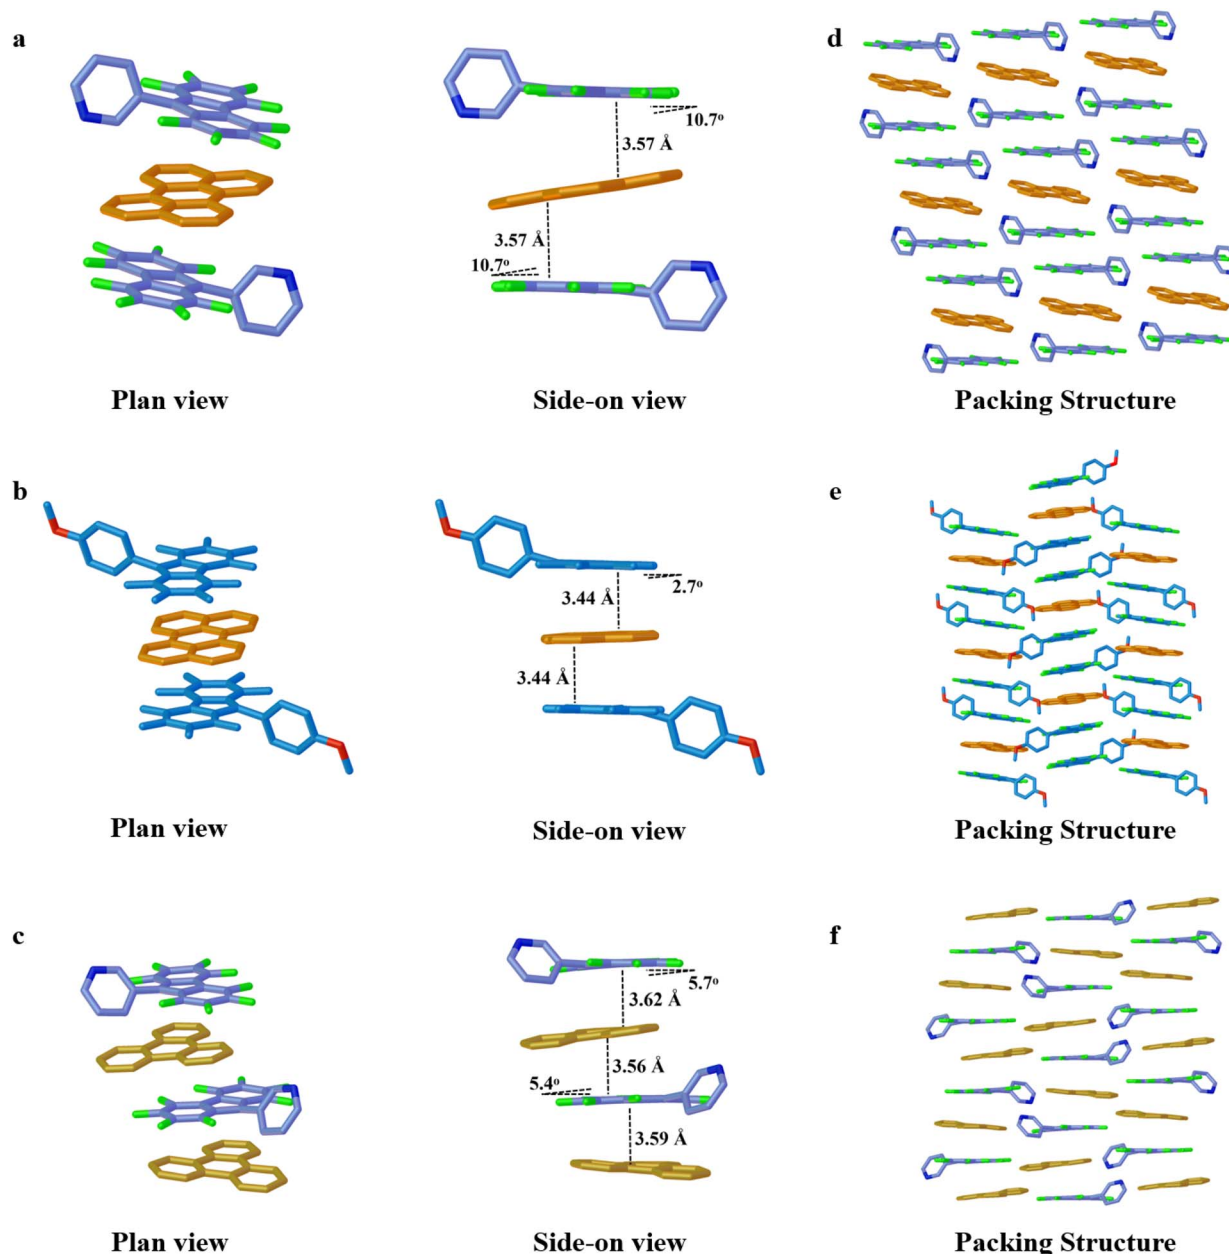 a
d
10.7°
3.57 Å
3.57 Å
10.7°
Plan view
Side-on view
Packing Structure
b
e
2.7°
3.44 Å
3.44 Å
Plan view
Side-on view
Packing Structure
c
f
5.7°
3.62 Å
3.56 Å
5.4°
3.59 Å
Plan view
Side-on view
Packing Structure